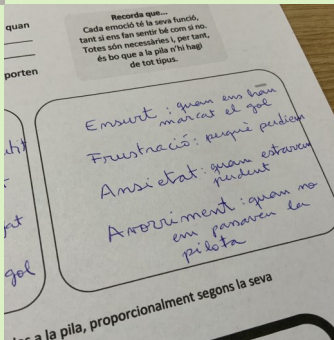 quan
porten
Recorda que...
Cada emoció té la seva funció,
tant si ens fan sentir bé com si no.
Totes són necessàries i, per tant,
és bo que a la pila n'hi hagi
de tot tipus.
Ensurt : quan ens han
marcat el gol
Frustració : perquè perdíem
Ansietat : quan estavem
perdent
Avorriment : quan no
em passaven la
pilota
gol
a la pila, proporcionalment segons la seva